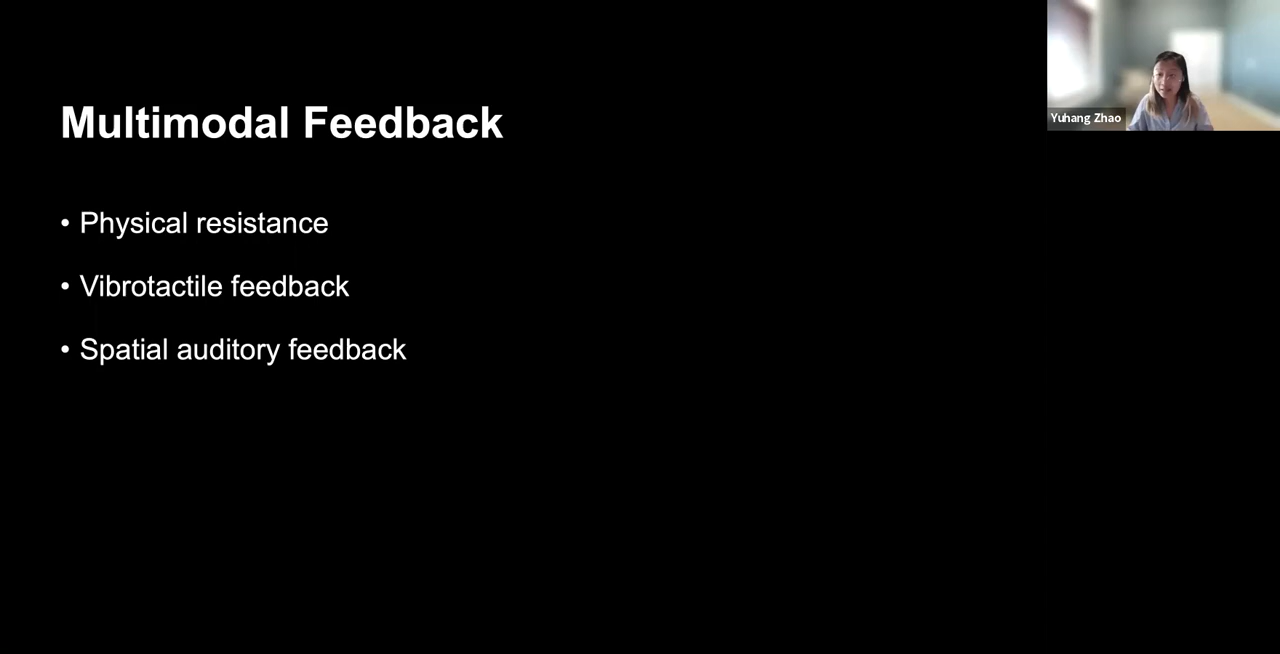 Multimodal Feedback
• Physical resistance
• Vibrotactile feedback
• Spatial auditory feedback
Yuhang Zhao